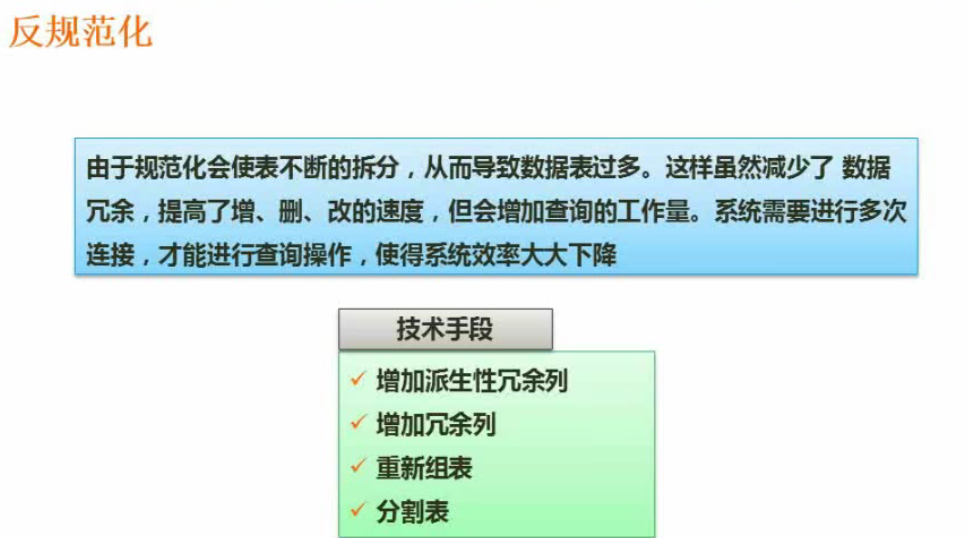 反规范化
由于规范化会使表不断的拆分，从而导致数据表过多。这样虽然减少了 数据
冗余，提高了增、删、改的速度，但会增加查询的工作量。系统需要进行多次
连接，才能进行查询操作，使得系统效率大大下降
技术手段
✓ 增加派生性冗余列
✓ 增加冗余列
✓ 重新组表
✓ 分割表